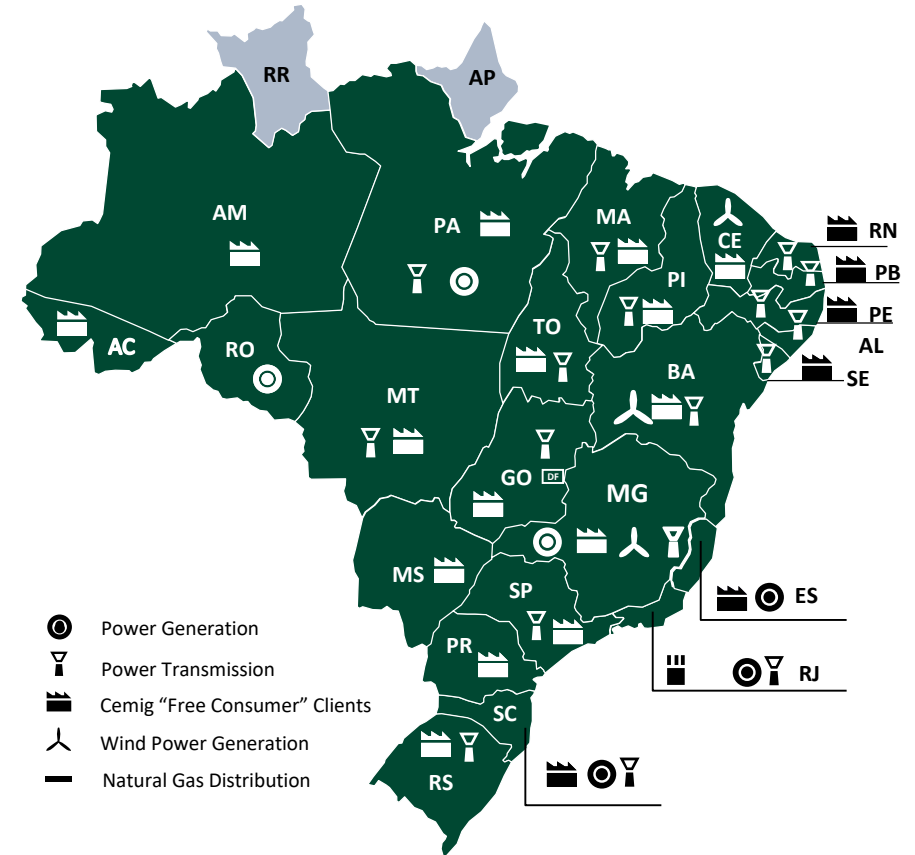 RR
AP
AM
PA
MA
CE
RN
PI
PB
PE
TO
AC
RO
AL
BA
SE
MT
GO
DF
MG
MS
SP
ES
PR
RJ
SC
RS
Power Generation
Power Transmission
Cemig “Free Consumer” Clients
Wind Power Generation
Natural Gas Distribution